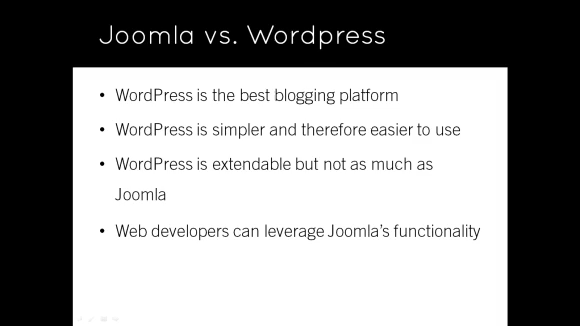 Joomla vs. Wordpress
• WordPress is the best blogging platform
• WordPress is simpler and therefore easier to use
• WordPress is extendable but not as much as
Joomla
• Web developers can leverage Joomla's functionality